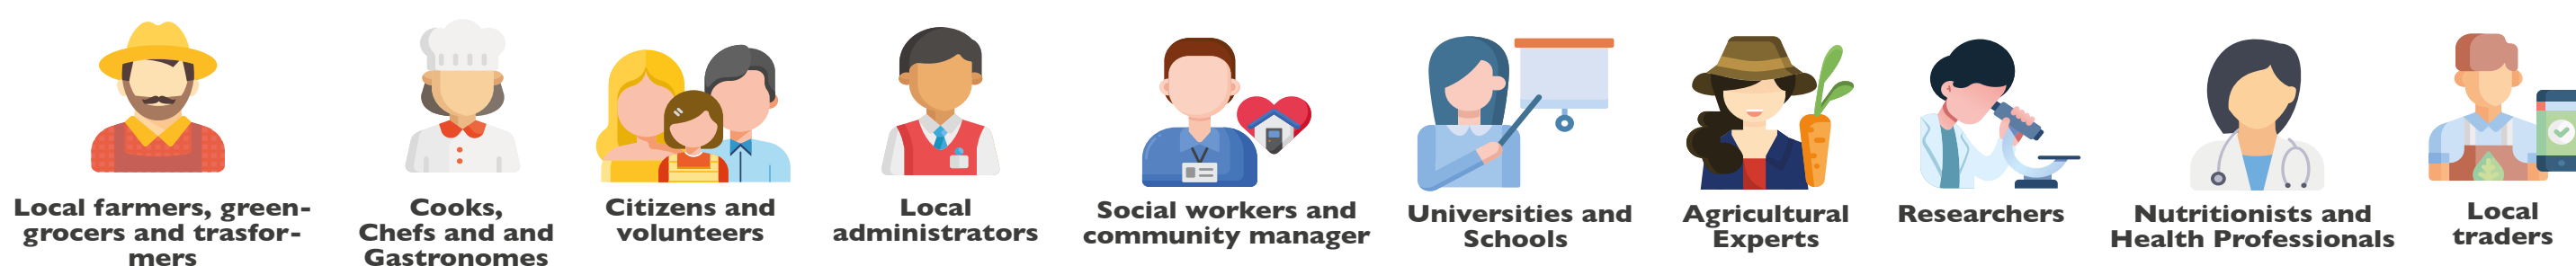 Local farmers, green-
grocers and trasfor-
mers
Cooks,
Chefs and and
Gastronomes
Citizens and
volunteers
Local
administrators
Social workers and
community manager
Universities and
Schools
Agricultural
Experts
Researchers
Nutritionists and
Health Professionals
Local
traders